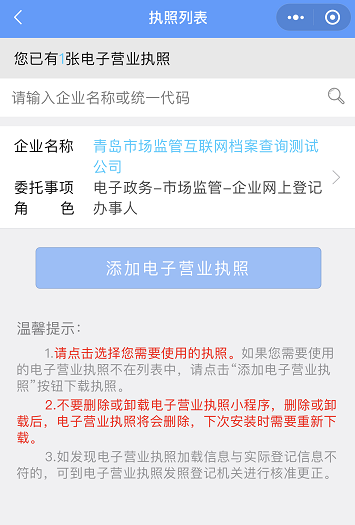 执照列表
您已有1张电子营业执照
请输入企业名称或统一代码
企业名称 青岛市场监管互联网档案查询测试
公司
委托事项 电子政务-市场监管-企业网上登记
角 色 办事人
添加电子营业执照
温馨提示：
1.请点击选择您需要使用的执照。如果您需要使用
的电子营业执照不在列表中，请点击“添加电子营业执
照”按钮下载执照。
2.不要删除或卸载电子营业执照小程序，删除或卸
载后，电子营业执照将会删除，下次安装时需要重新下
载。
3.如发现电子营业执照加载信息与实际登记信息不
符的，可到电子营业执照发照登记机关进行核准更正。